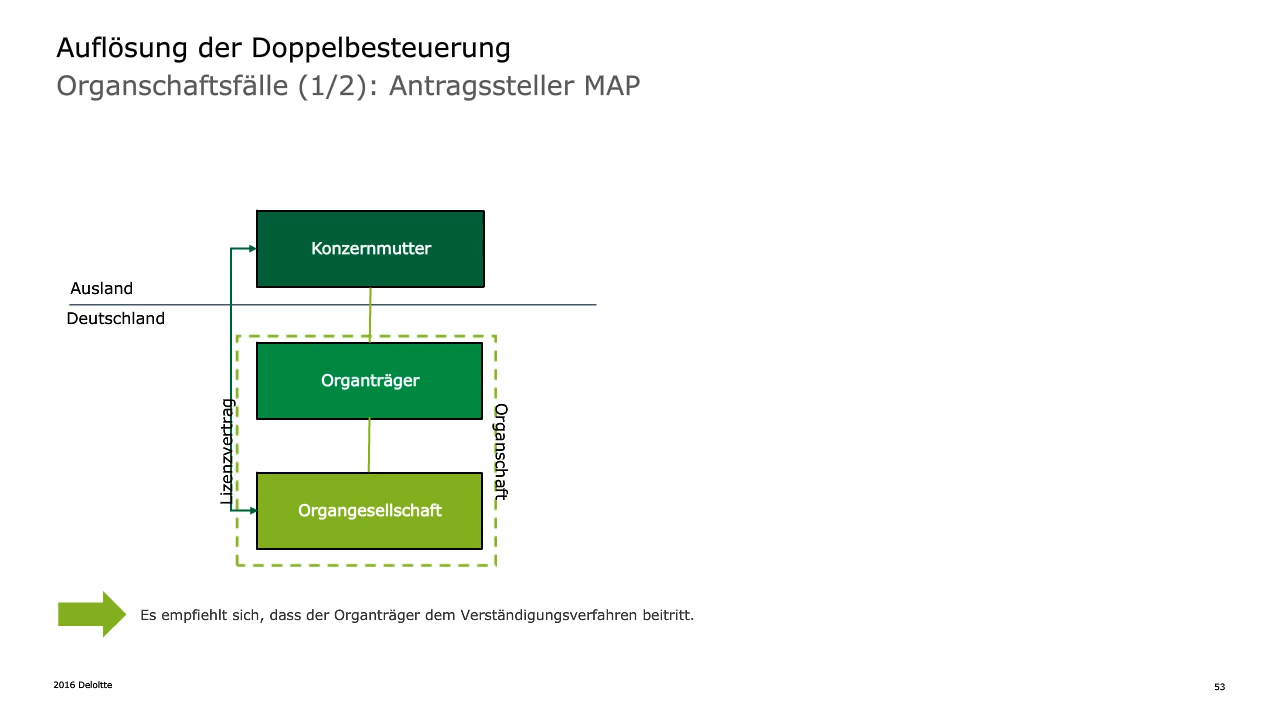 Auflösung der Doppelbesteuerung
Organschaftsfälle (1/2): Antragssteller MAP
Konzernmutter
Ausland
Deutschland
Organträger
Lizenzvertrag
Organschaft
Organgesellschaft
Es empfiehlt sich, dass der Organträger dem Verständigungsverfahren beitritt.
2016 Deloitte
53